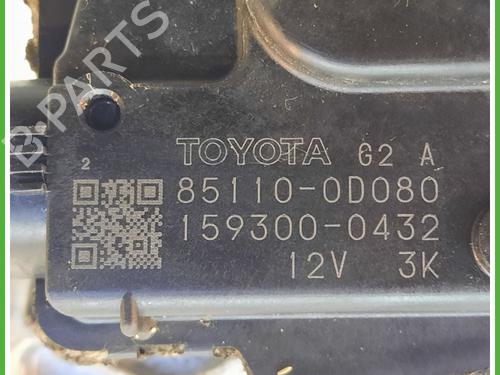 B-PARTS
TOYOTA G2 A
2
85110-0D080
159300-0432
12V 3K